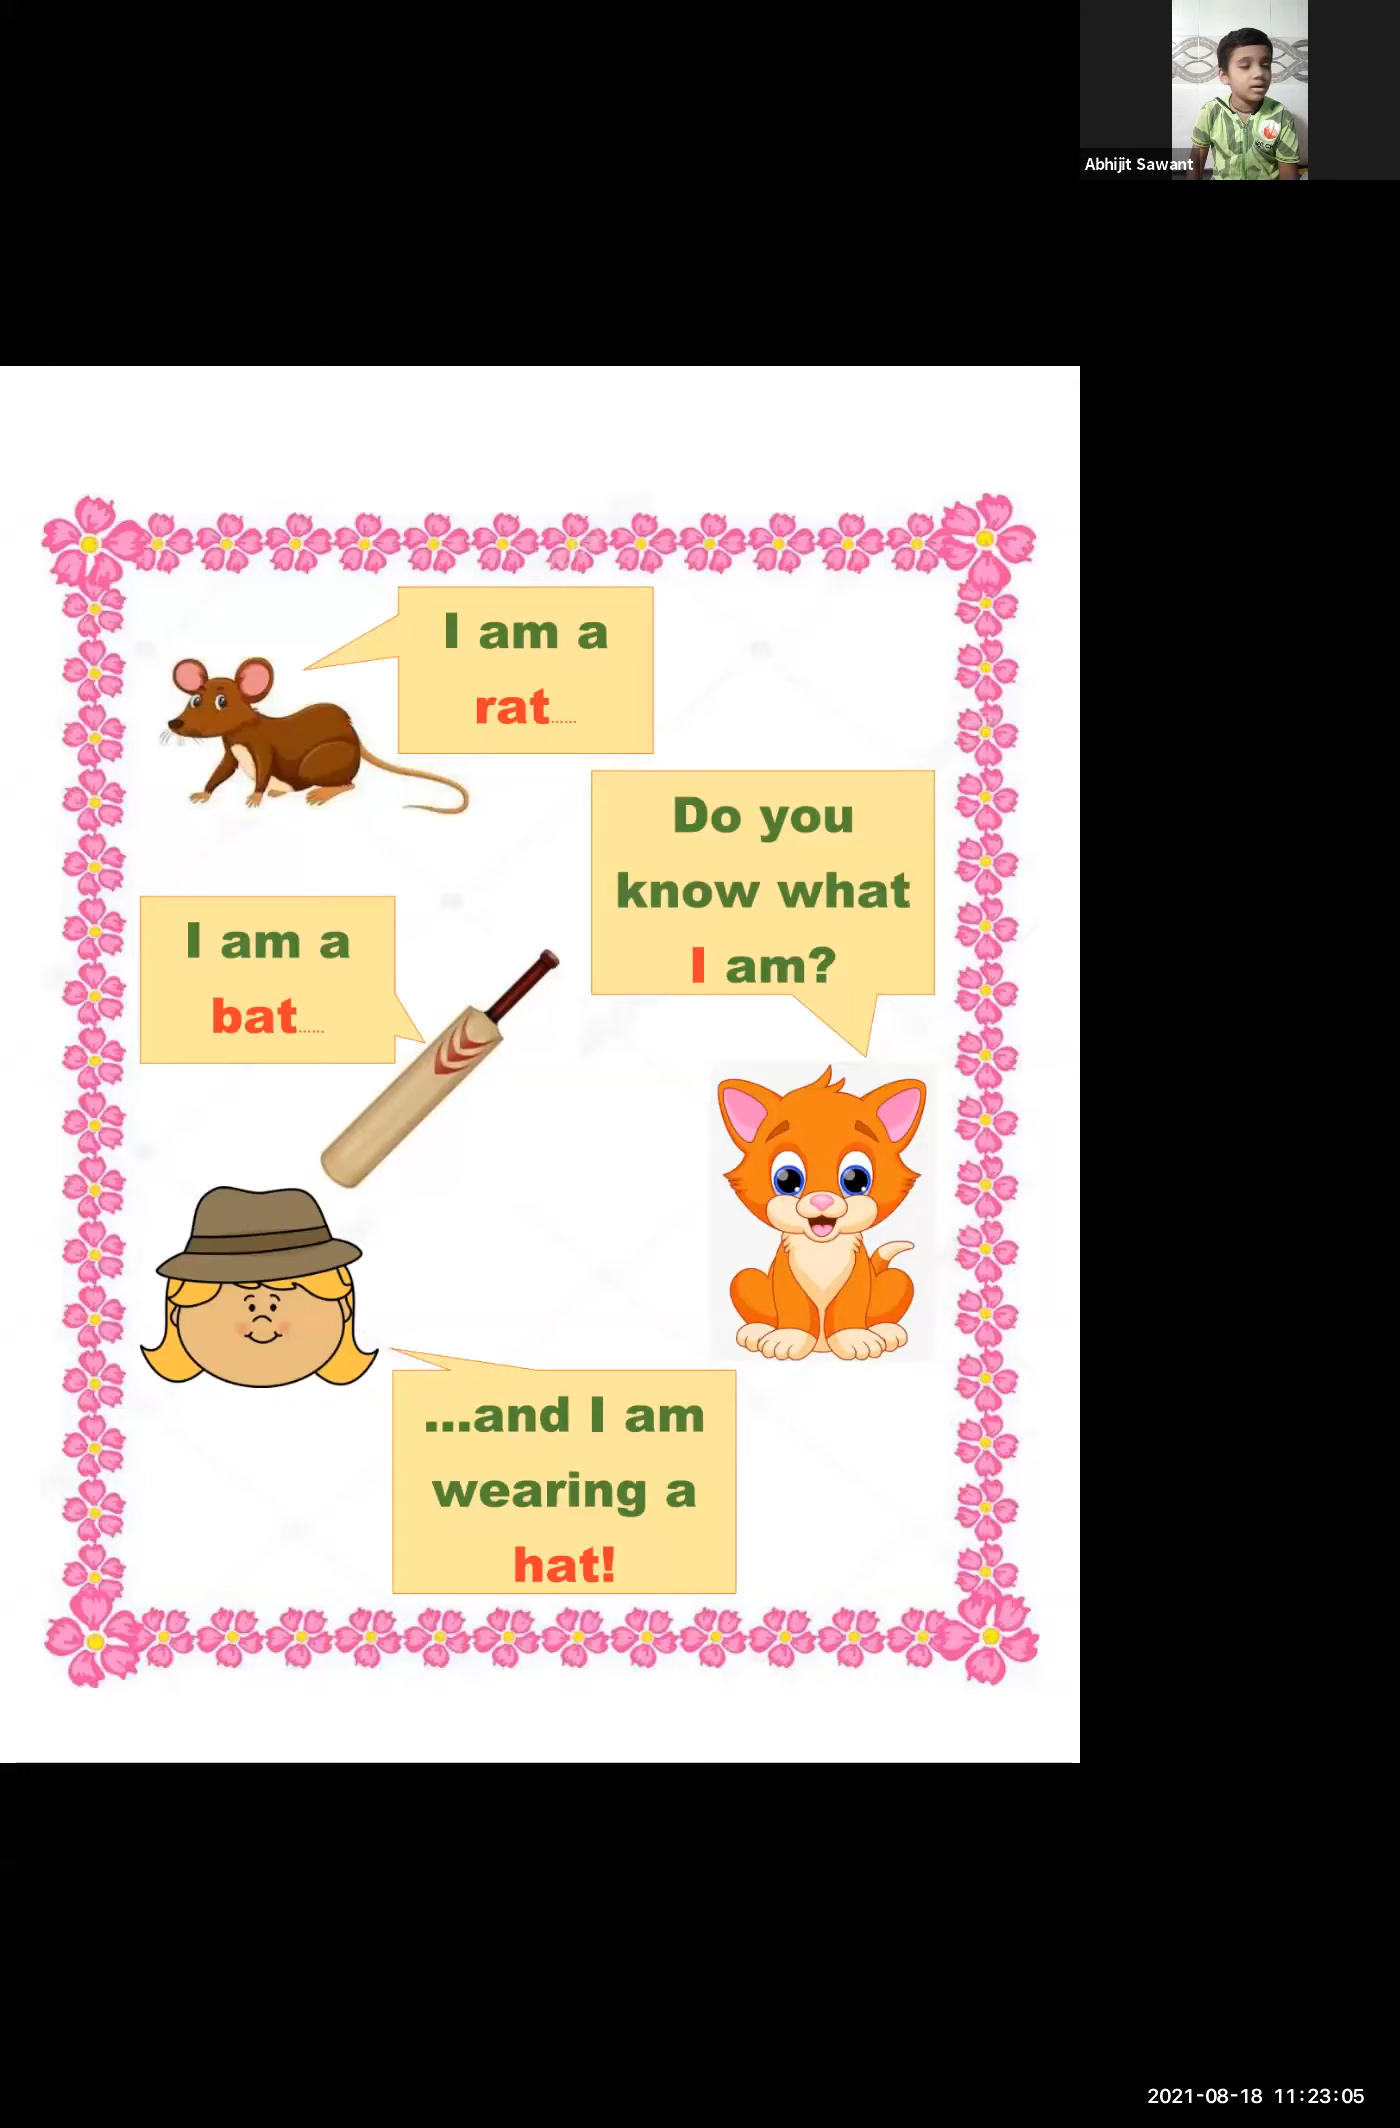 Abhijit Sawant
I am a
rat......
Do you
know what
I am?
I am a
bat......
...and I am
wearing a
hat!
2021-08-18 11:23:05